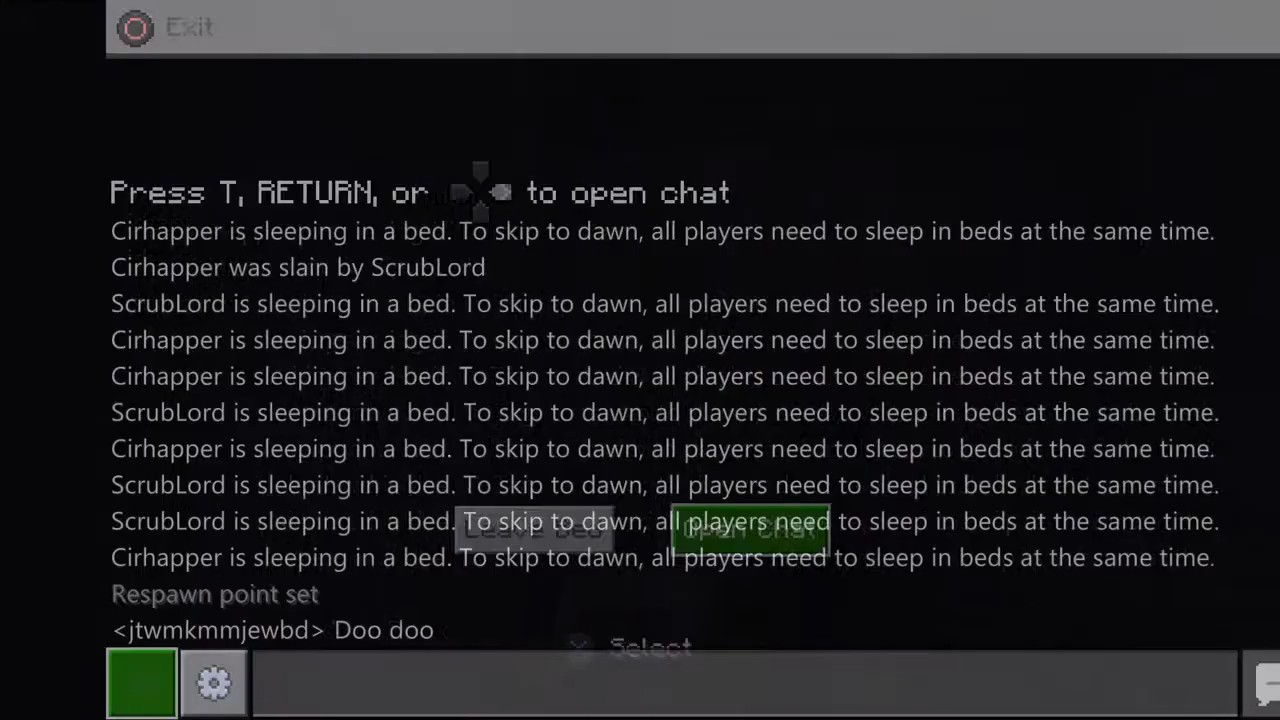 Exit
Press T, RETURN, or to open chat
Cirhapper is sleeping in a bed. To skip to dawn, all players need to sleep in beds at the same time.
Cirhapper was slain by ScrubLord
ScrubLord is sleeping in a bed. To skip to dawn, all players need to sleep in beds at the same time.
Cirhapper is sleeping in a bed. To skip to dawn, all players need to sleep in beds at the same time.
Cirhapper is sleeping in a bed. To skip to dawn, all players need to sleep in beds at the same time.
ScrubLord is sleeping in a bed. To skip to dawn, all players need to sleep in beds at the same time.
Cirhapper is sleeping in a bed. To skip to dawn, all players need to sleep in beds at the same time.
ScrubLord is sleeping in a bed. To skip to dawn, all players need to sleep in beds at the same time.
ScrubLord is sleeping in a bed. To skip to dawn, all players need to sleep in beds at the same time.
Leave Bed
Open Chat
Cirhapper is sleeping in a bed. To skip to dawn, all players need to sleep in beds at the same time.
Respawn point set
<jtwmkmmjewbd> Doo doo
Select